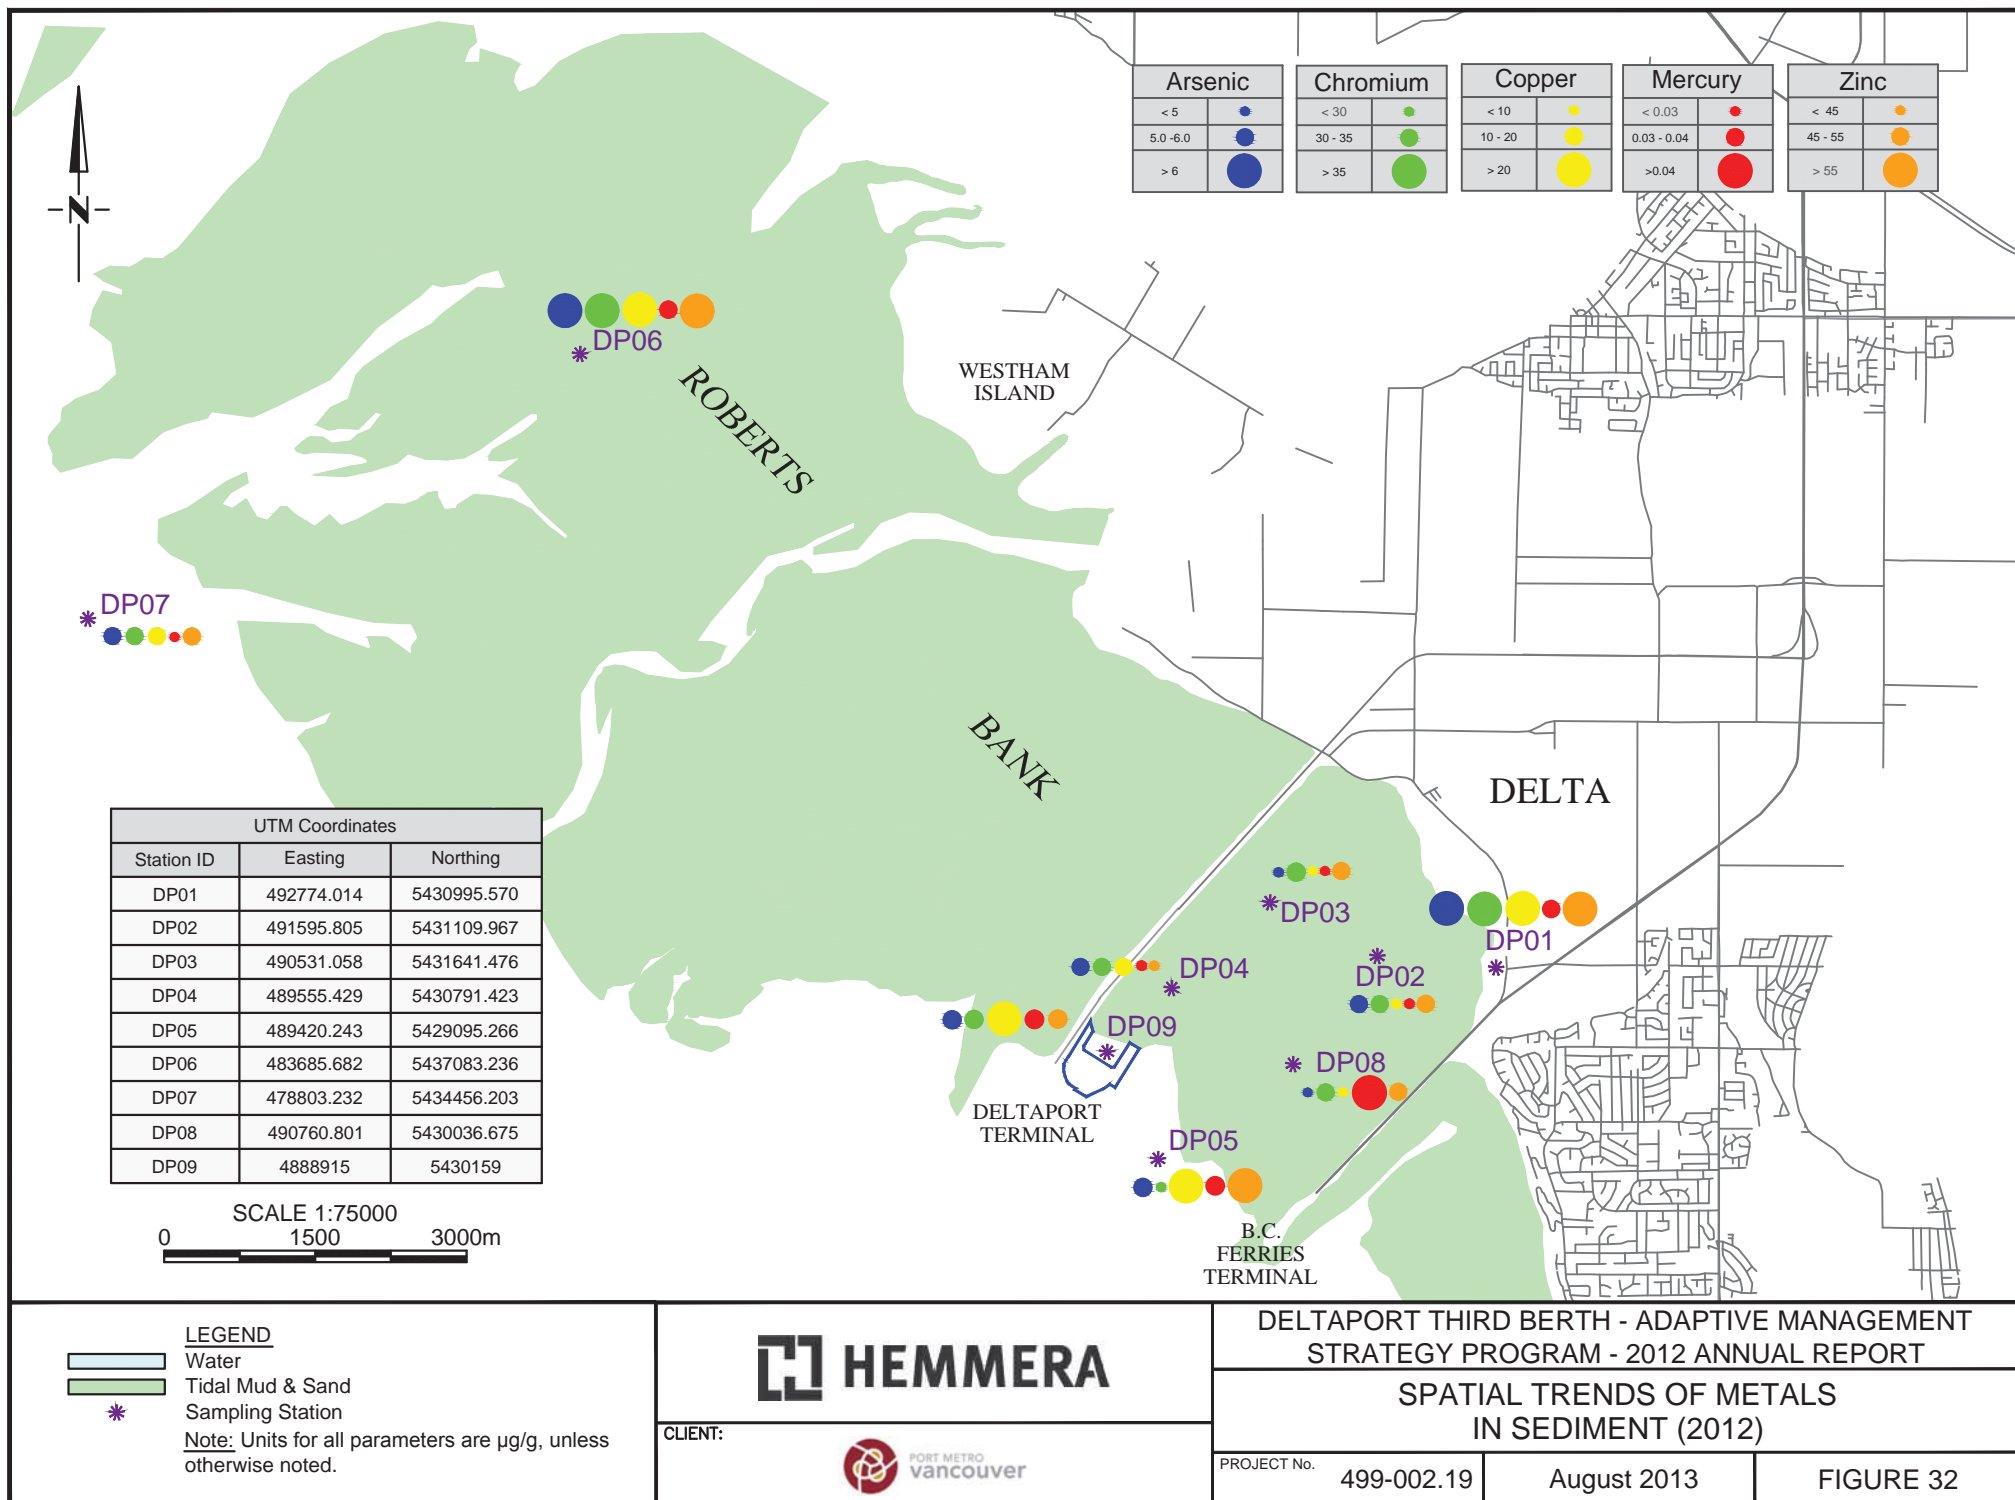 Arsenic
< 5
5.0 -6.0
> 6
Chromium
< 30
30 - 35
> 35
Copper
< 10
10 - 20
> 20
Mercury
< 0.03
0.03 - 0.04
>0.04
Zinc
< 45
45 - 55
> 55
N
DP06
ROBERTS
WESTHAM
ISLAND
DP07
BANK
DELTA
DP03
DP01
DP04
DP02
DP09
DP08
DELTAPORT
TERMINAL
DP05
B.C.
FERRIES
TERMINAL
UTM Coordinates
Station ID Easting Northing
DP01 492774.014 5430995.570
DP02 491595.805 5431109.967
DP03 490531.058 5431641.476
DP04 489555.429 5430791.423
DP05 489420.243 5429095.266
DP06 483685.682 5437083.236
DP07 478803.232 5434456.203
DP08 490760.801 5430036.675
DP09 4888915 5430159
SCALE 1:75000
0 1500 3000m
LEGEND
Water
Tidal Mud & Sand
Sampling Station
Note: Units for all parameters are µg/g, unless
otherwise noted.
HEMMERA
CLIENT:
PORT METRO
vancouver
DELTAPORT THIRD BERTH - ADAPTIVE MANAGEMENT
STRATEGY PROGRAM - 2012 ANNUAL REPORT
SPATIAL TRENDS OF METALS
IN SEDIMENT (2012)
PROJECT No. 499-002.19
August 2013
FIGURE 32